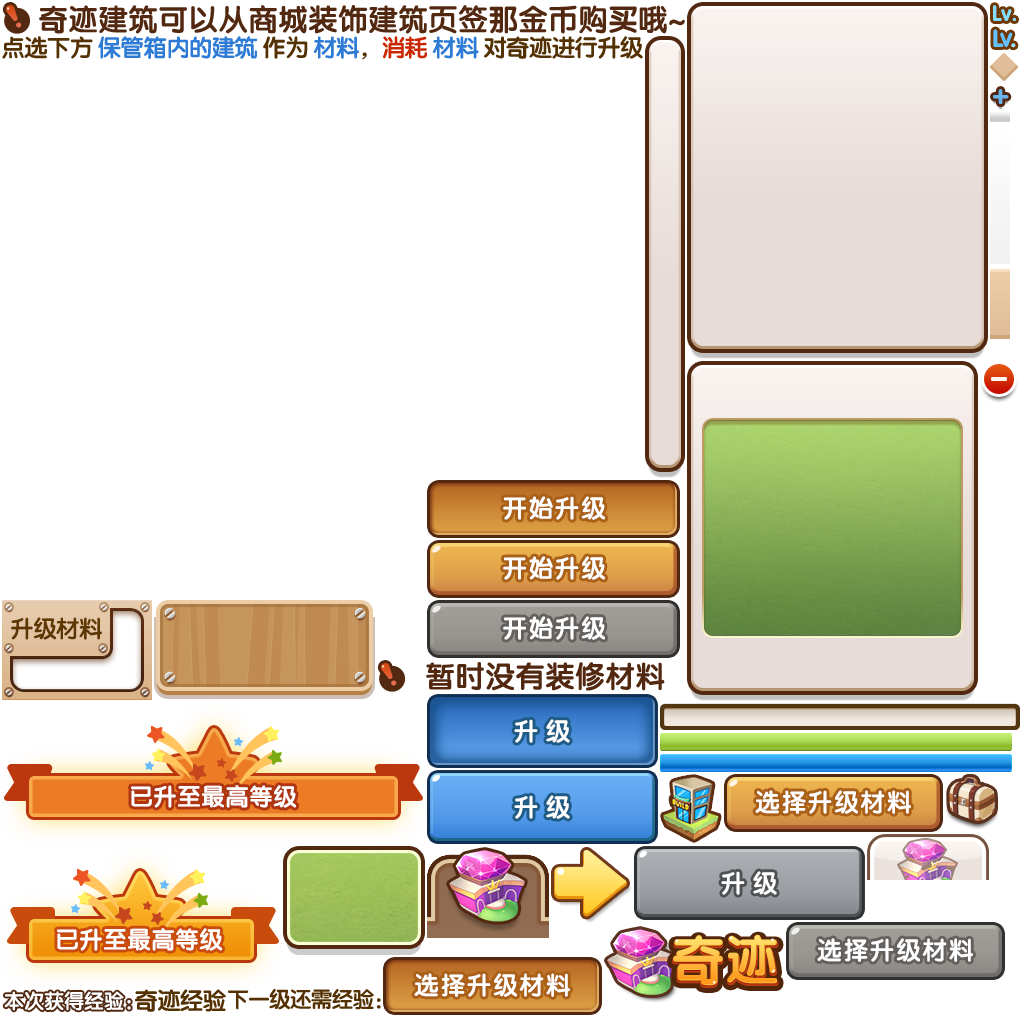 奇迹建筑可以从商城装饰建筑页签那金币购买哦~
Lv.
点选下方 保管箱内的建筑 作为 材料，消耗 材料 对奇迹进行升级
Lv.
开始升级
开始升级
开始升级
升级材料
暂时没有装修材料
升 级
已升至最高等级
升 级
BUILD
选择升级材料
升 级
已升至最高等级
奇迹
选择升级材料
选择升级材料
本次获得经验:
奇迹经验
下一级还需经验: